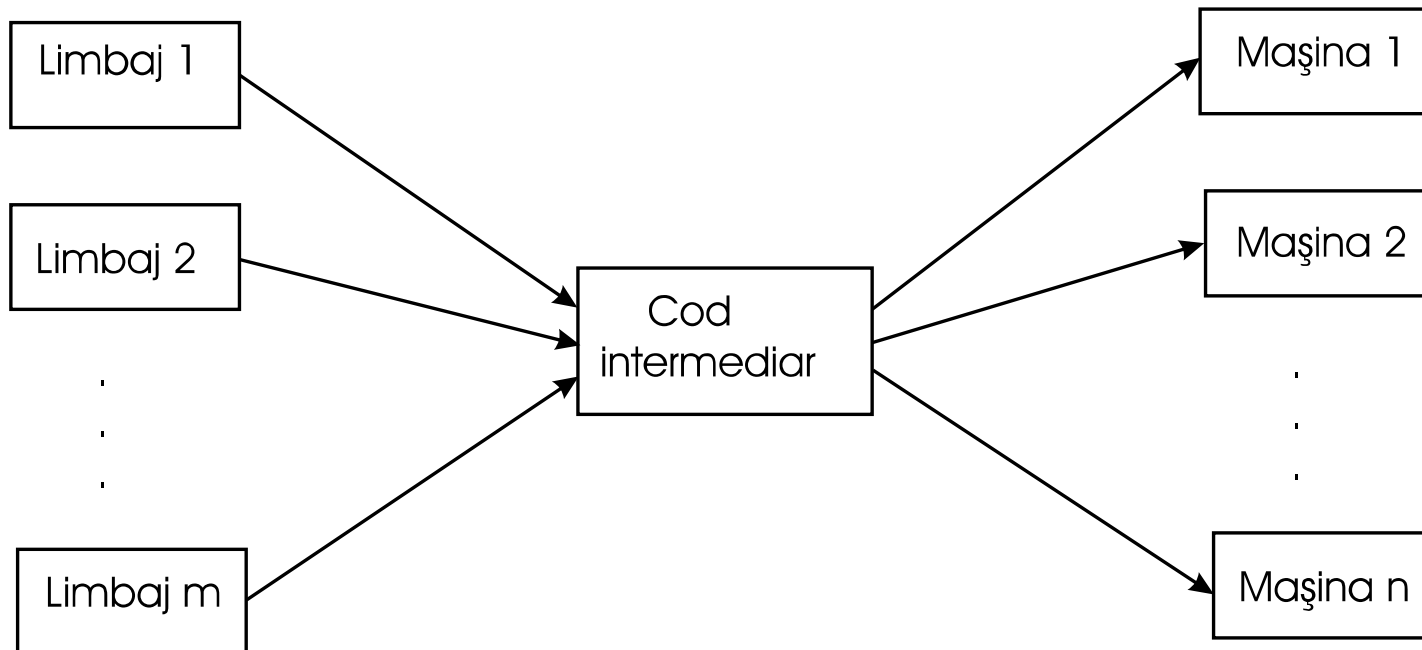 Limbaj 1
Maşina 1
Limbaj 2
Maşina 2
Cod
intermediar
.
.
.
.
.
.
Limbaj m
Maşina n